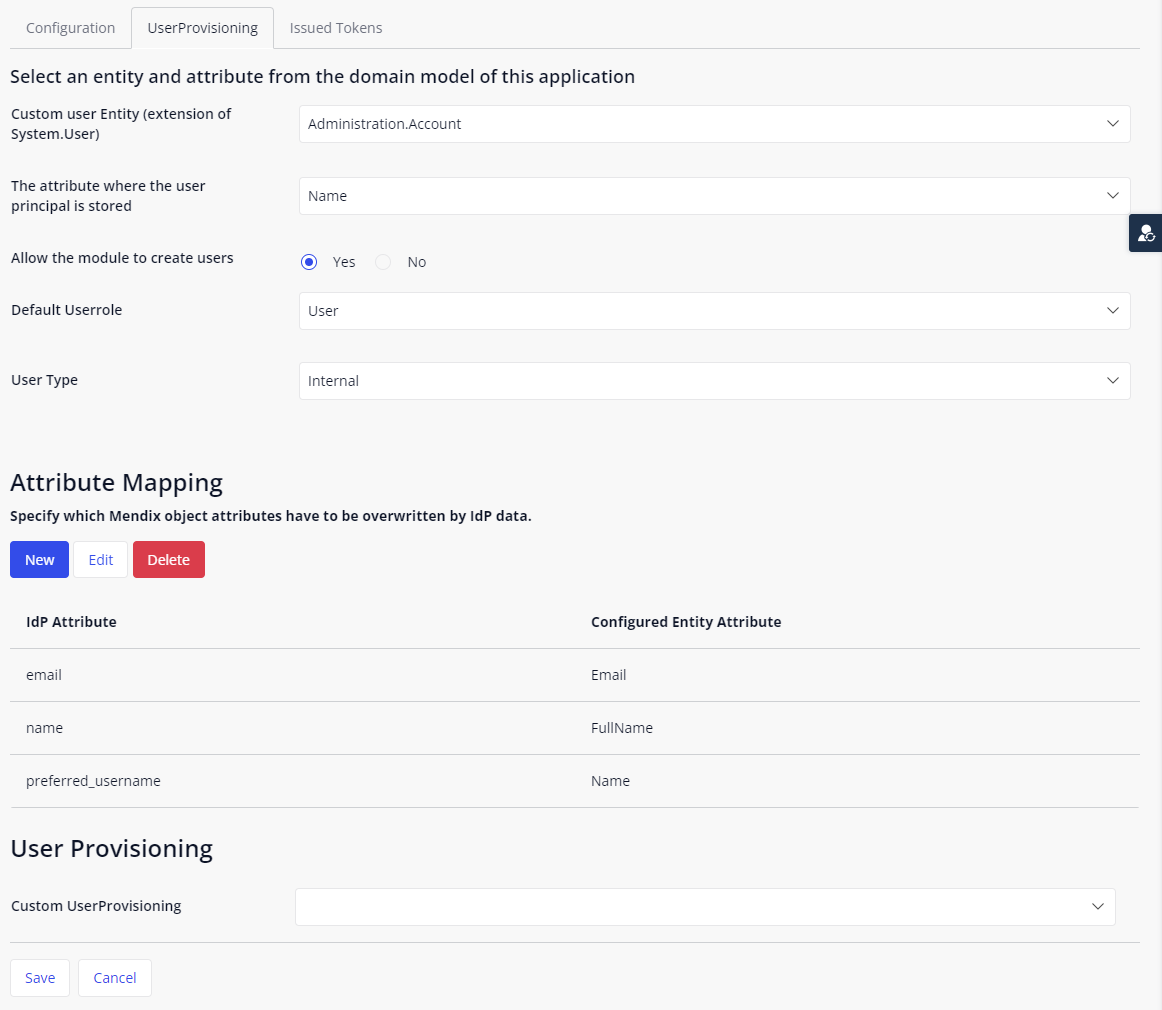 Configuration UserProvisioning Issued Tokens
Select an entity and attribute from the domain model of this application
Custom user Entity (extension of
System.User)
Administration.Account
The attribute where the user
principal is stored
Name
Allow the module to create users
Yes No
Default Userrole
User
User Type
Internal
Attribute Mapping
Specify which Mendix object attributes have to be overwritten by IdP data.
New Edit Delete
IdP Attribute Configured Entity Attribute
email Email
name FullName
preferred_username Name
User Provisioning
Custom UserProvisioning
Save Cancel